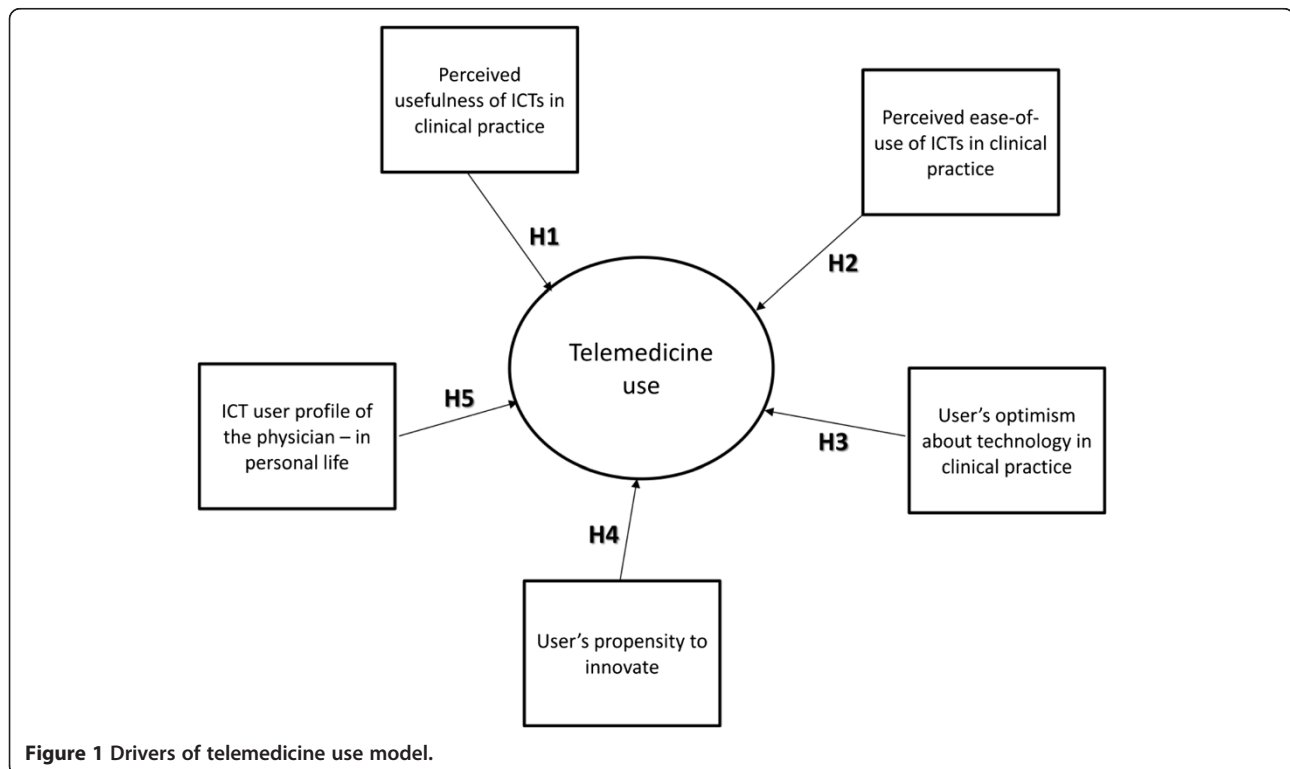 Perceived
usefulness of ICTs in
clinical practice
Perceived ease-of-
use of ICTs in clinical
practice
H1
H2
Telemedicine
use
ICT user profile of
the physician – in
personal life
H5
User’s optimism
about technology in
clinical practice
H3
H4
User’s propensity to
innovate
Figure 1 Drivers of telemedicine use model.